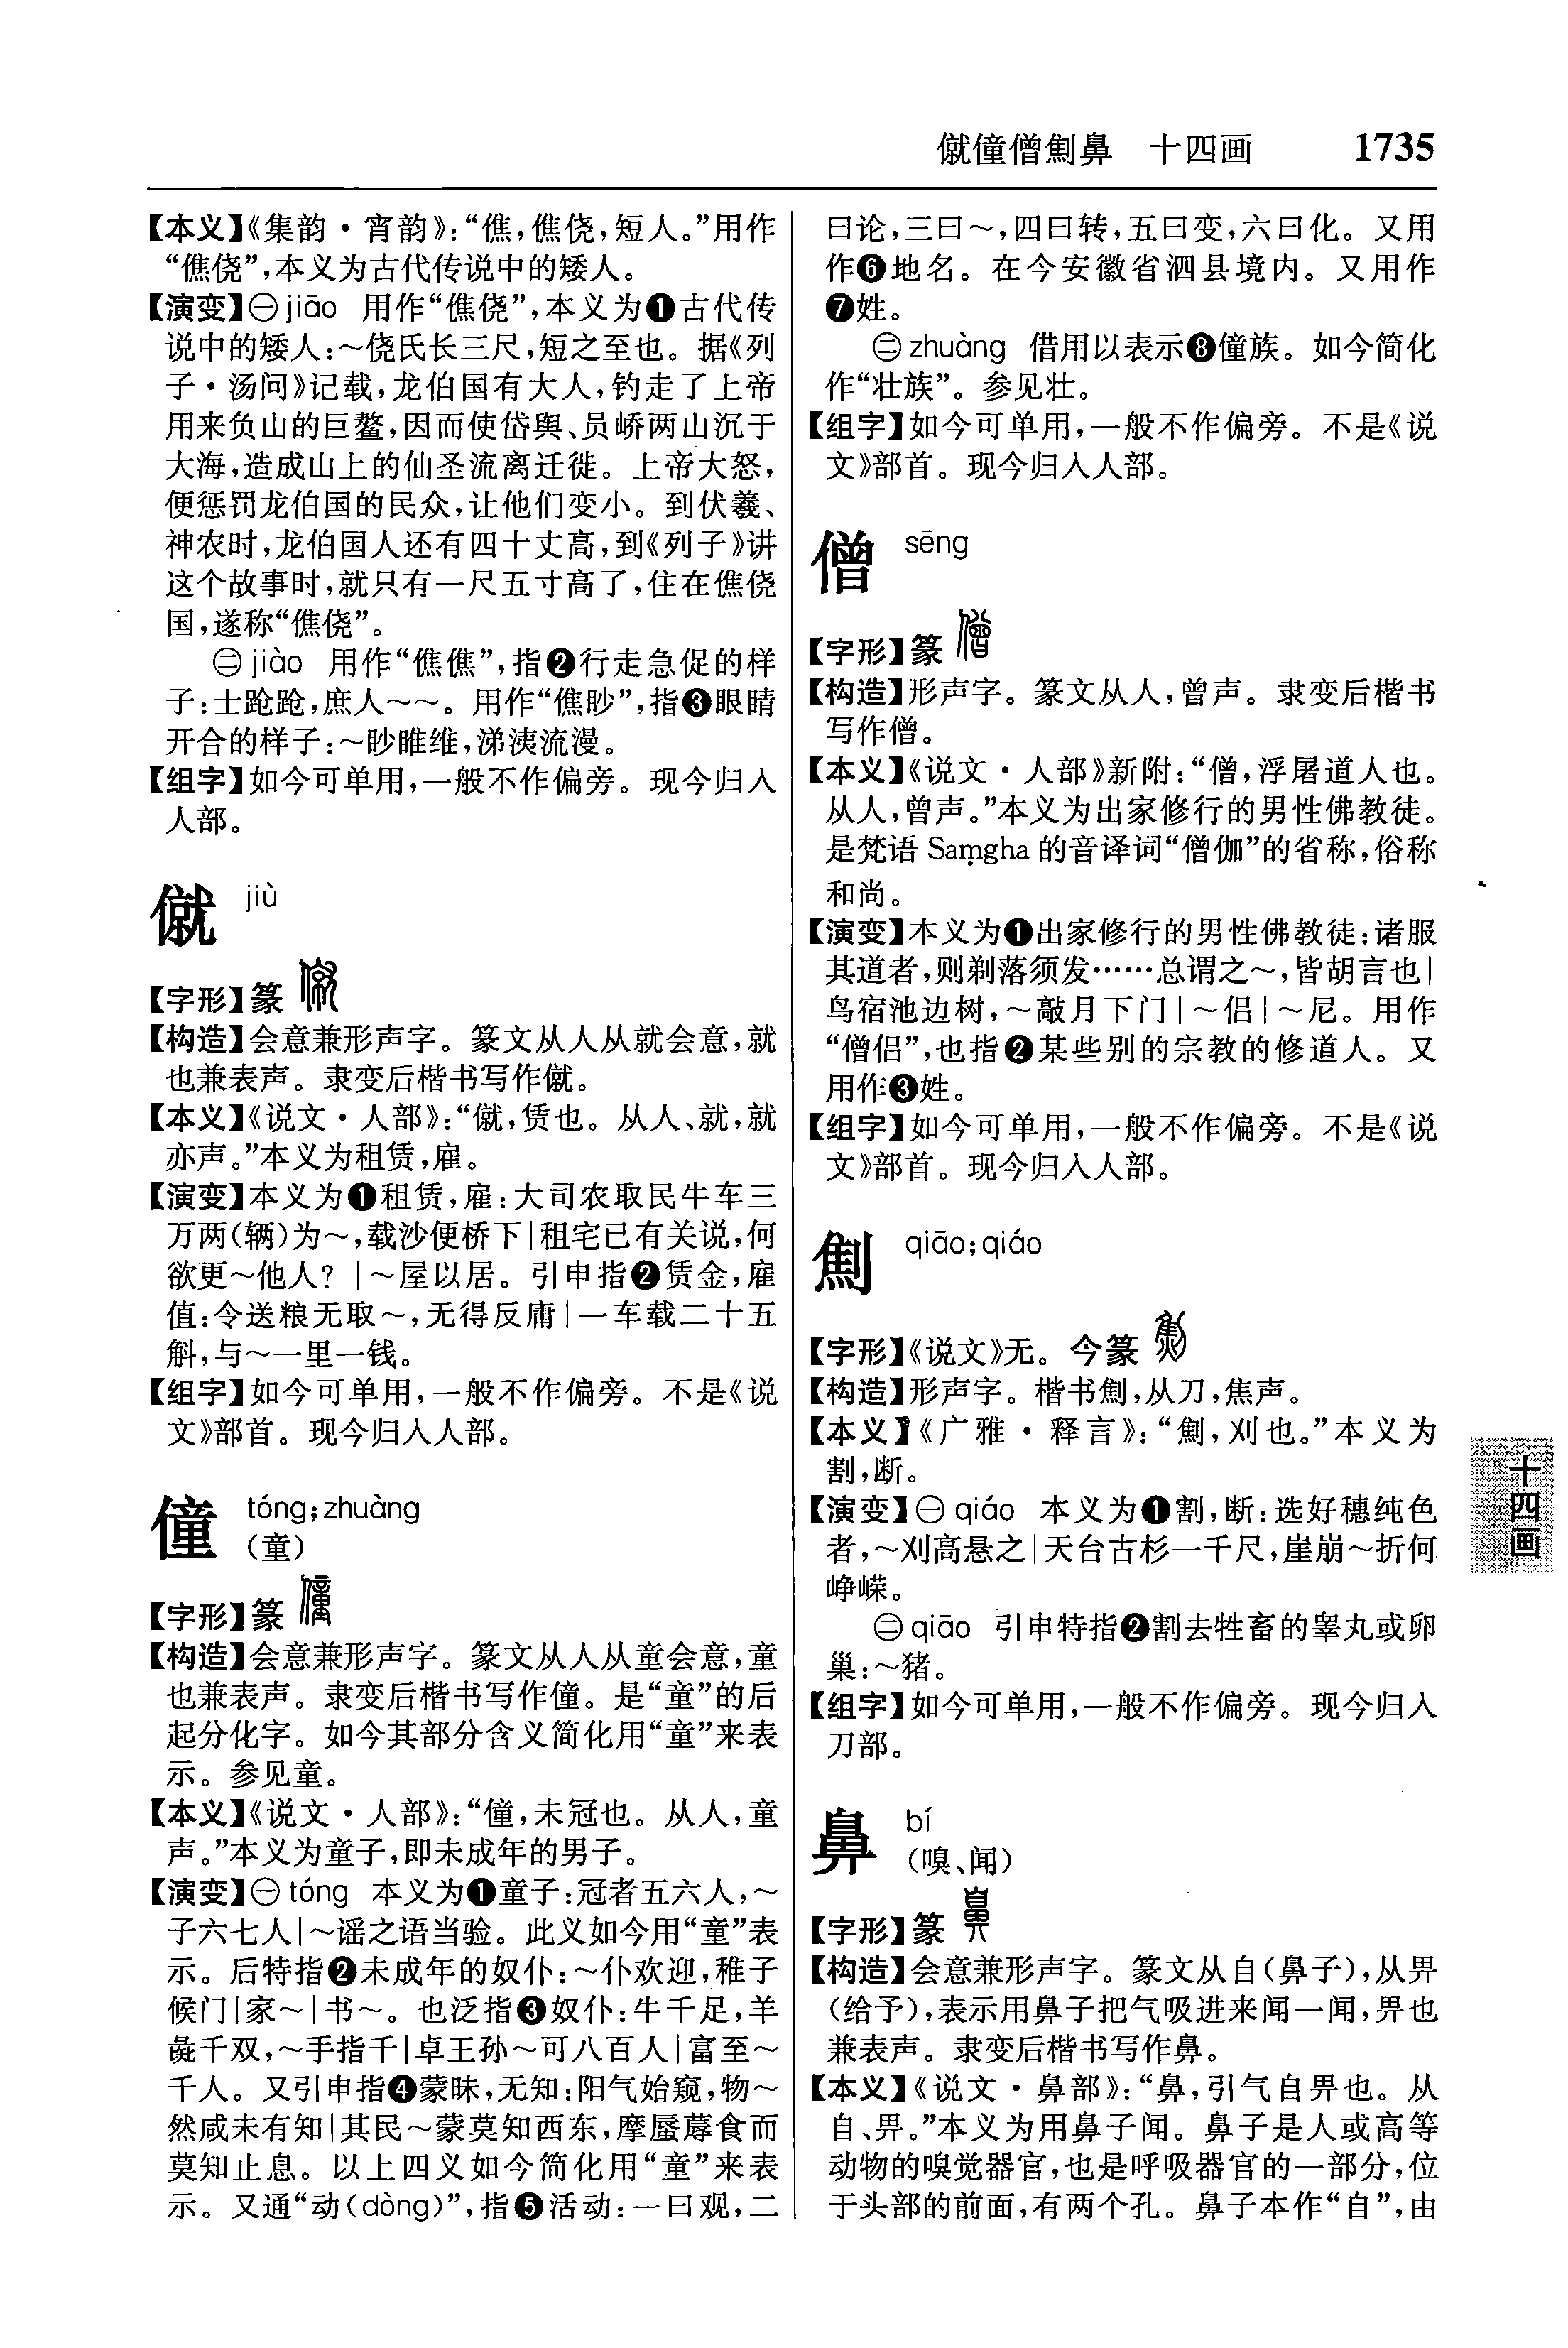 僦僮僧劁鼻　十四画　1735
【本义】《集韵·宵韵》：“僬，僬侥，短人。”用作
“僬侥”，本义为古代传说中的矮人。
【演变】㊀jiāo 用作“僬侥”，本义为❶古代传
说中的矮人：～侥氏长三尺，短之至也。据《列
子·汤问》记载，龙伯国有大人，钓走了上帝
用来负山的巨鳌，因而使岱舆、员峤两山沉于
大海，造成山上的仙圣流离迁徙。上帝大怒，
便惩罚龙伯国的民众，让他们变小。到伏羲、
神农时，龙伯国人还有四十丈高，到《列子》讲
这个故事时，就只有一尺五寸高了，住在僬侥
国，遂称“僬侥”。
㊁jiào 用作“僬僬”，指❷行走急促的样
子：士跄跄，庶人～～。用作“僬眇”，指❸眼睛
开合的样子：～眇睢维，涕洟流漫。
【组字】如今可单用，一般不作偏旁。现今归入
人部。
僦 jiù
【字形】篆
【构造】会意兼形声字。篆文从人从就会意，就
也兼表声。隶变后楷书写作僦。
【本义】《说文·人部》：“僦，赁也。从人、就，就
亦声。”本义为租赁，雇。
【演变】本义为❶租赁，雇：大司农取民牛车三
万两（辆）为～，载沙便桥下|租宅已有关说，何
欲更～他人？|～屋以居。引申指❷赁金，雇
值：令送粮无取～，无得反庸|一车载二十五
斛，与～一里一钱。
【组字】如今可单用，一般不作偏旁。不是《说
文》部首。现今归入人部。
僮 tóng；zhuàng
（童）
【字形】篆
【构造】会意兼形声字。篆文从人从童会意，童
也兼表声。隶变后楷书写作僮。是“童”的后
起分化字。如今其部分含义简化用“童”来表
示。参见童。
【本义】《说文·人部》：“僮，未冠也。从人，童
声。”本义为童子，即未成年的男子。
【演变】㊀tóng 本义为❶童子：冠者五六人，～
子六七人|～谣之语当验。此义如今用“童”表
示。后特指❷未成年的奴仆：～仆欢迎，稚子
候门|家～|书～。也泛指❸奴仆：牛千足，羊
彘千双，～手指千|卓王孙～可八百人|富至～
千人。又引申指❹蒙昧，无知：阳气始窥，物～
然咸未有知|其民～蒙莫知西东，摩蜃蓐食而
莫知止息。以上四义如今简化用“童”来表
示。又通“动（dòng）”，指❺活动：一曰观，二
曰论，三曰～，四曰转，五曰变，六曰化。又用
作❻地名。在今安徽省泗县境内。又用作
❼姓。
㊁zhuàng 借用以表示❽僮族。如今简化
作“壮族”。参见壮。
【组字】如今可单用，一般不作偏旁。不是《说
文》部首。现今归入人部。
僧 sēng
【字形】篆
【构造】形声字。篆文从人，曾声。隶变后楷书
写作僧。
【本义】《说文·人部》新附：“僧，浮屠道人也。
从人，曾声。”本义为出家修行的男性佛教徒。
是梵语Saṃgha的音译词“僧伽”的省称，俗称
和尚。
【演变】本义为❶出家修行的男性佛教徒：诸服
其道者，则剃落须发……总谓之～，皆胡言也|
鸟宿池边树，～敲月下门|～侣|～尼。用作
“僧侣”，也指❷某些别的宗教的修道人。又
用作❸姓。
【组字】如今可单用，一般不作偏旁。不是《说
文》部首。现今归入人部。
劁 qiāo；qiáo
【字形】《说文》无。今篆
【构造】形声字。楷书劁，从刀，焦声。
【本义】《广雅·释言》：“劁，刈也。”本义为
割，断。
【演变】㊀qiáo 本义为❶割，断：选好穗纯色
者，～刈高悬之|天台古杉一千尺，崖崩～折何
峥嵘。
㊁qiāo 引申特指❷割去牲畜的睾丸或卵
巢：～猪。
【组字】如今可单用，一般不作偏旁。现今归入
刀部。
鼻 bí
（嗅、闻）
【字形】篆
【构造】会意兼形声字。篆文从自（鼻子），从畀
（给予），表示用鼻子把气吸进来闻一闻，畀也
兼表声。隶变后楷书写作鼻。
【本义】《说文·鼻部》：“鼻，引气自畀也。从
自、畀。”本义为用鼻子闻。鼻子是人或高等
动物的嗅觉器官，也是呼吸器官的一部分，位
于头部的前面，有两个孔。鼻子本作“自”，由
十四画